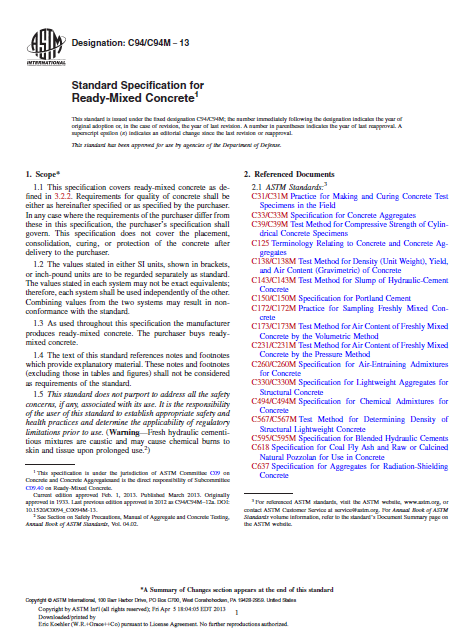 ASTM
INTERNATIONAL
Designation: C94/C94M − 13
Standard Specification for
Ready-Mixed Concrete1
This standard is issued under the fixed designation C94/C94M; the number immediately following the designation indicates the year of
original adoption or, in the case of revision, the year of last revision. A number in parentheses indicates the year of last reapproval. A
superscript epsilon (ε) indicates an editorial change since the last revision or reapproval.
This standard has been approved for use by agencies of the Department of Defense.
1. Scope*
1.1 This specification covers ready-mixed concrete as de-
fined in 3.2.2. Requirements for quality of concrete shall be
either as hereinafter specified or as specified by the purchaser.
In any case where the requirements of the purchaser differ from
these in this specification, the purchaser's specification shall
govern. This specification does not cover the placement,
consolidation, curing, or protection of the concrete after
delivery to the purchaser.
1.2 The values stated in either SI units, shown in brackets,
or inch-pound units are to be regarded separately as standard.
The values stated in each system may not be exact equivalents;
therefore, each system shall be used independently of the other.
Combining values from the two systems may result in non-
conformance with the standard.
1.3 As used throughout this specification the manufacturer
produces ready-mixed concrete. The purchaser buys ready-
mixed concrete.
1.4 The text of this standard references notes and footnotes
which provide explanatory material. These notes and footnotes
(excluding those in tables and figures) shall not be considered
as requirements of the standard.
1.5 This standard does not purport to address all the safety
concerns, if any, associated with its use. It is the responsibility
of the user of this standard to establish appropriate safety and
health practices and determine the applicability of regulatory
limitations prior to use. (Warning—Fresh hydraulic cementi-
tious mixtures are caustic and may cause chemical burns to
skin and tissue upon prolonged use.2)
1 This specification is under the jurisdiction of ASTM Committee C09 on
Concrete and Concrete Aggregatesand is the direct responsibility of Subcommittee
C09.40 on Ready-Mixed Concrete.
Current edition approved Feb. 1, 2013. Published March 2013. Originally
approved in 1933. Last previous edition approved in 2012 as C94/C94M–12a. DOI:
10.1520/C0094_C0094M-13.
2 See Section on Safety Precautions, Manual of Aggregate and Concrete Testing,
Annual Book of ASTM Standards, Vol. 04.02.
2. Referenced Documents
2.1 ASTM Standards:3
C31/C31M Practice for Making and Curing Concrete Test
Specimens in the Field
C33/C33M Specification for Concrete Aggregates
C39/C39M Test Method for Compressive Strength of Cylin-
drical Concrete Specimens
C125 Terminology Relating to Concrete and Concrete Ag-
gregates
C138/C138M Test Method for Density (Unit Weight), Yield,
and Air Content (Gravimetric) of Concrete
C143/C143M Test Method for Slump of Hydraulic-Cement
Concrete
C150/C150M Specification for Portland Cement
C172/C172M Practice for Sampling Freshly Mixed Con-
crete
C173/C173M Test Method for Air Content of Freshly Mixed
Concrete by the Volumetric Method
C231/C231M Test Method for Air Content of Freshly Mixed
Concrete by the Pressure Method
C260/C260M Specification for Air-Entraining Admixtures
for Concrete
C330/C330M Specification for Lightweight Aggregates for
Structural Concrete
C494/C494M Specification for Chemical Admixtures for
Concrete
C567/C567M Test Method for Determining Density of
Structural Lightweight Concrete
C595/C595M Specification for Blended Hydraulic Cements
C618 Specification for Coal Fly Ash and Raw or Calcined
Natural Pozzolan for Use in Concrete
C637 Specification for Aggregates for Radiation-Shielding
Concrete
3 For referenced ASTM standards, visit the ASTM website, www.astm.org, or
contact ASTM Customer Service at service@astm.org. For Annual Book of ASTM
Standards volume information, refer to the standard's Document Summary page on
the ASTM website.
*A Summary of Changes section appears at the end of this standard
Copyright © ASTM International, 100 Barr Harbor Drive, PO Box C700, West Conshohocken, PA 19428-2959. United States
Copyright by ASTM Int'l (all rights reserved); Fri Apr 5 18:04:05 EDT 2013
1
Downloaded/printed by
Eric Koehler (W.R.+Grace++Co) pursuant to License Agreement. No further reproductions authorized.